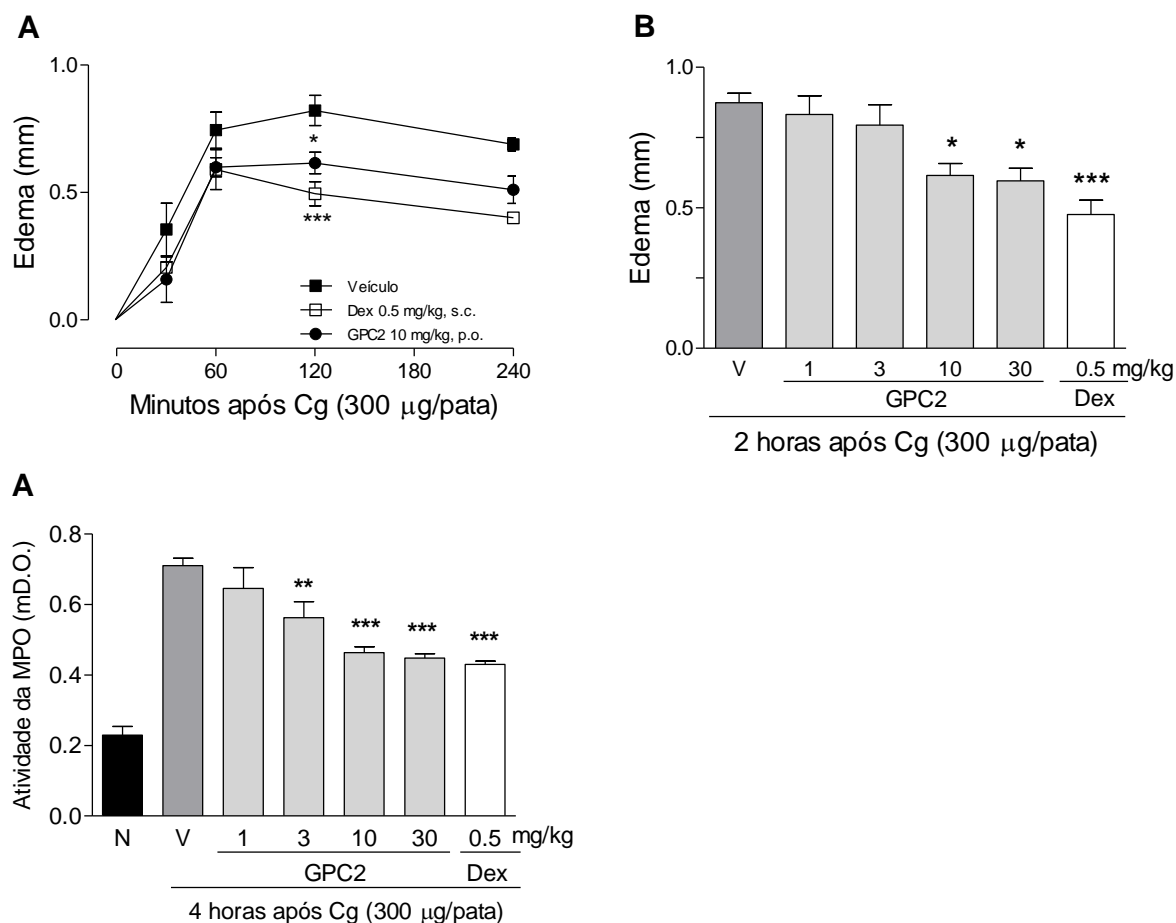 A
1.0
0.5
0.0
Edema (mm)
*
***
Veículo
Dex 0.5 mg/kg, s.c.
GPC2 10 mg/kg, p.o.
0 60 120 180 240
Minutos após Cg (300 μg/pata)
B
1.0
0.5
0.0
Edema (mm)
* * ***
V 1 3 10 30 0.5 mg/kg
GPC2 Dex
2 horas após Cg (300 μg/pata)
A
0.8
0.6
0.4
0.2
0.0
Atividade da MPO (mD.O.)
** *** *** ***
N V 1 3 10 30 0.5 mg/kg
GPC2 Dex
4 horas após Cg (300 μg/pata)